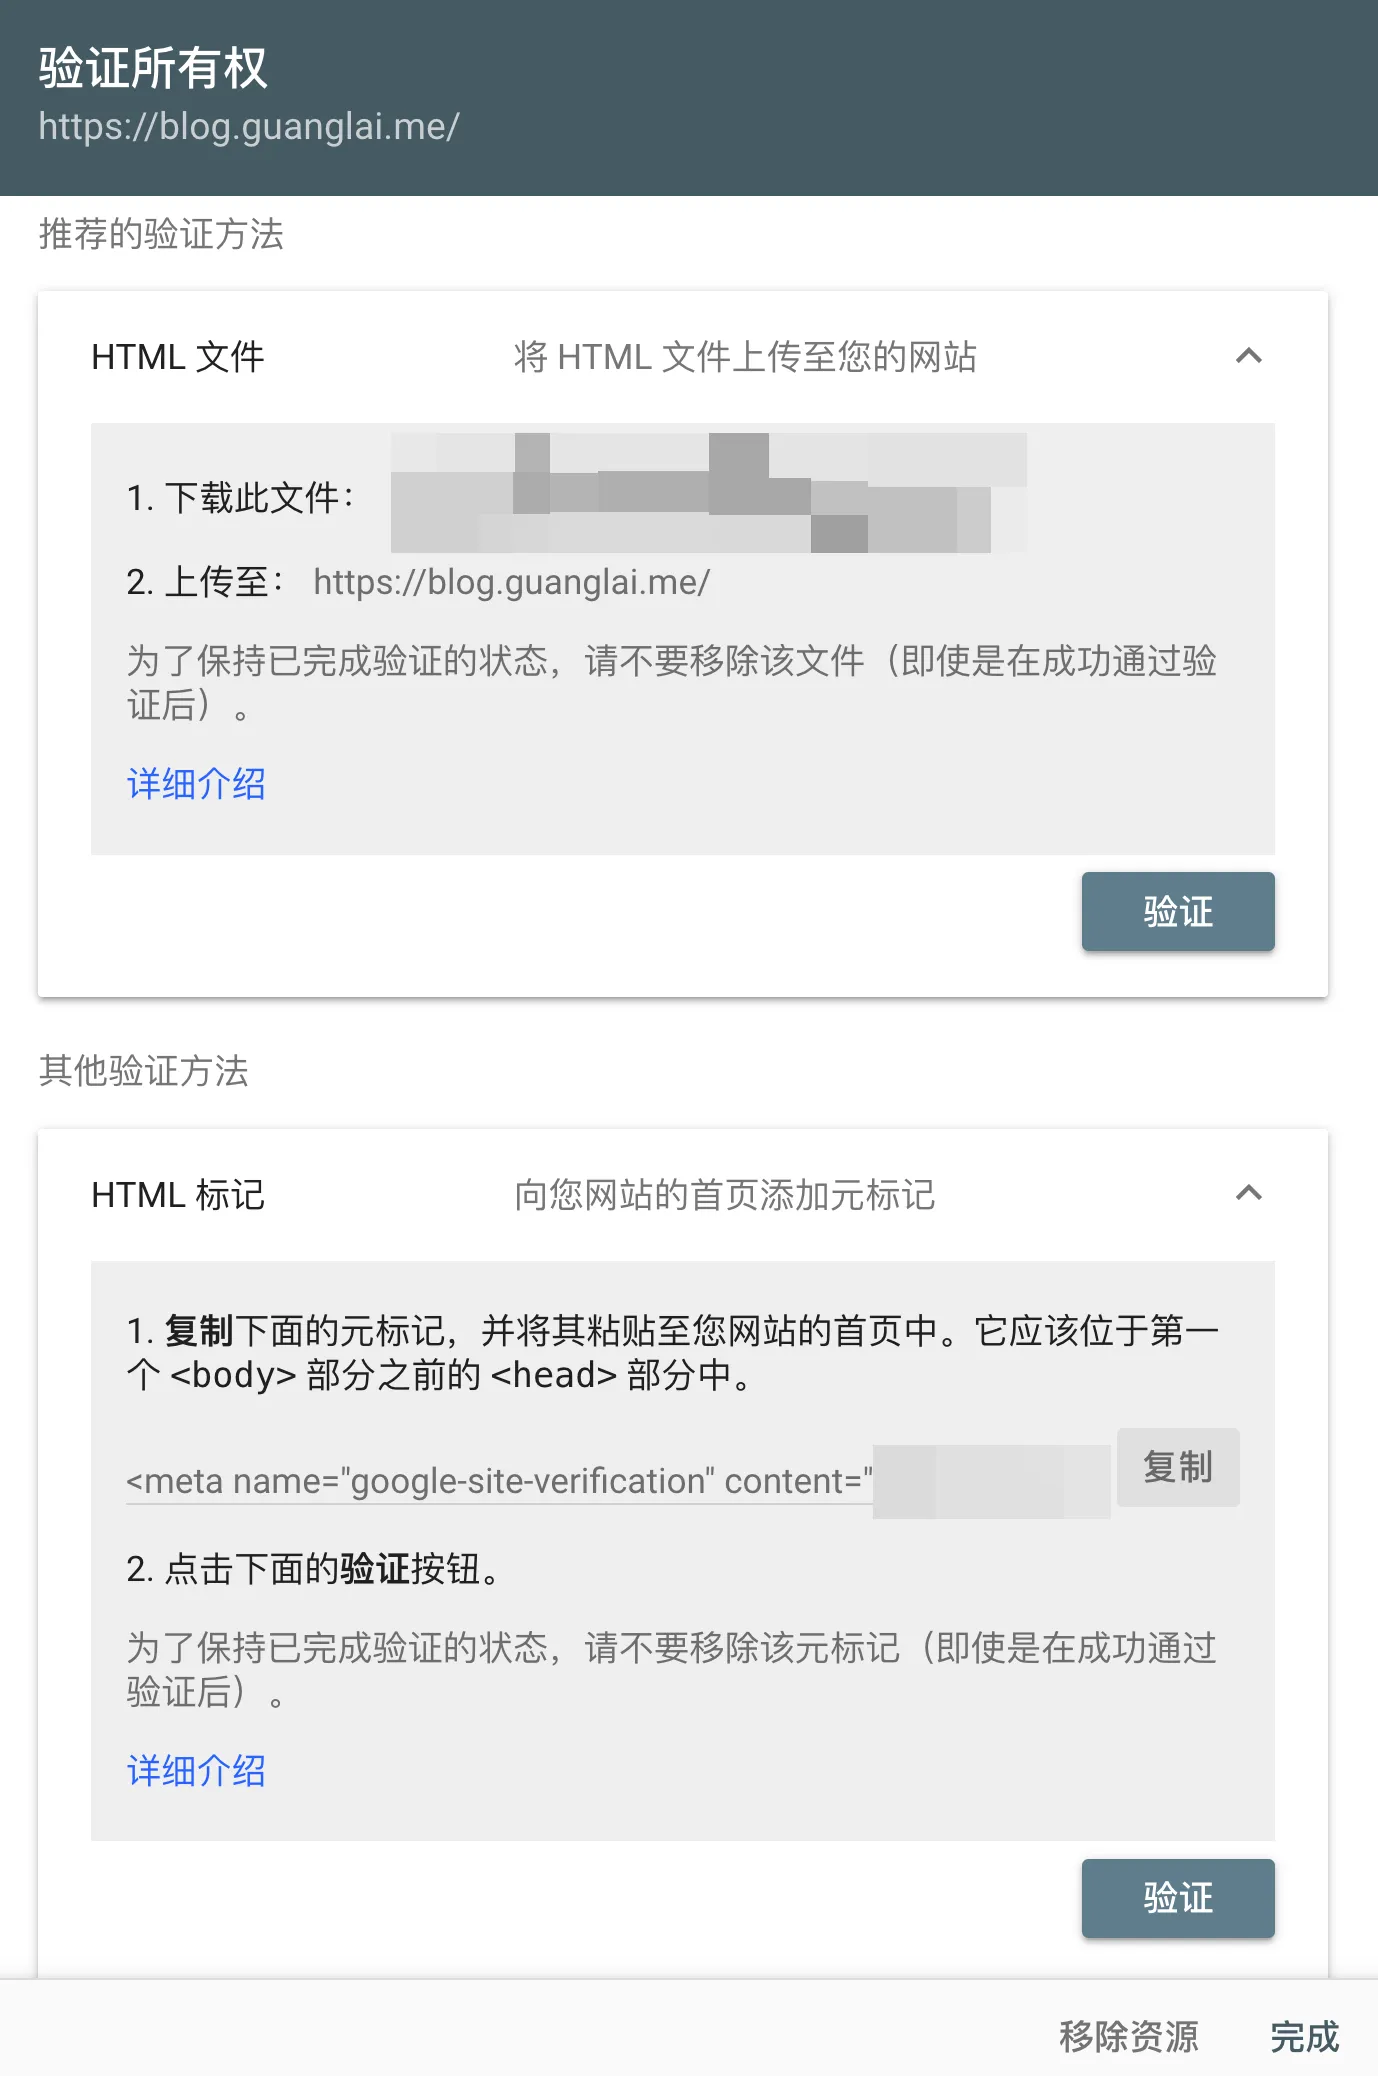 验证所有权
https://blog.guanglai.me/
推荐的验证方法
HTML 文件
将 HTML 文件上传至您的网站
1. 下载此文件：
2. 上传至： https://blog.guanglai.me/
为了保持已完成验证的状态，请不要移除该文件（即使是在成功通过验
证后）。
详细介绍
验证
其他验证方法
HTML 标记
向您网站的首页添加元标记
1. 复制下面的元标记，并将其粘贴至您网站的首页中。它应该位于第一
个 <body> 部分之前的 <head> 部分中。
<meta name="google-site-verification" content="
复制
2. 点击下面的验证按钮。
为了保持已完成验证的状态，请不要移除该元标记（即使是在成功通过
验证后）。
详细介绍
验证
移除资源
完成